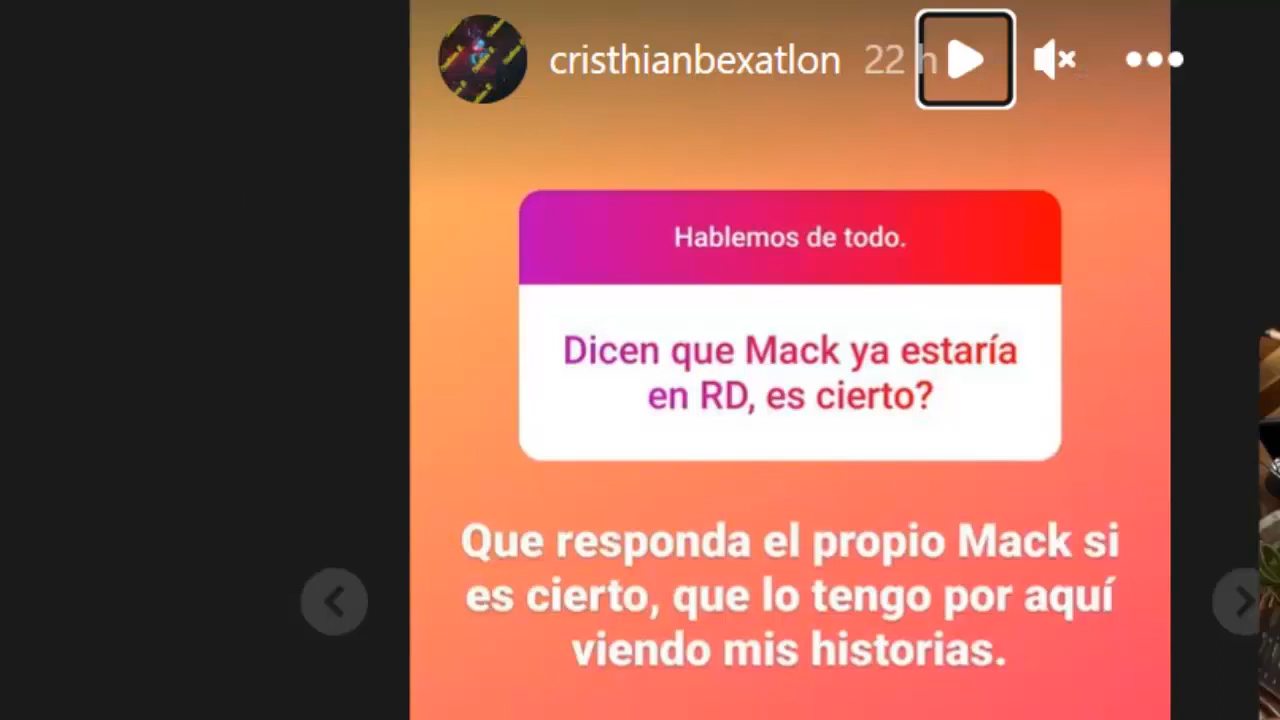 cristhianbexatlon 22 h
Hablemos de todo.
Dicen que Mack ya estaría
en RD, es cierto?
Que responda el propio Mack si
es cierto, que lo tengo por aquí
viendo mis historias.